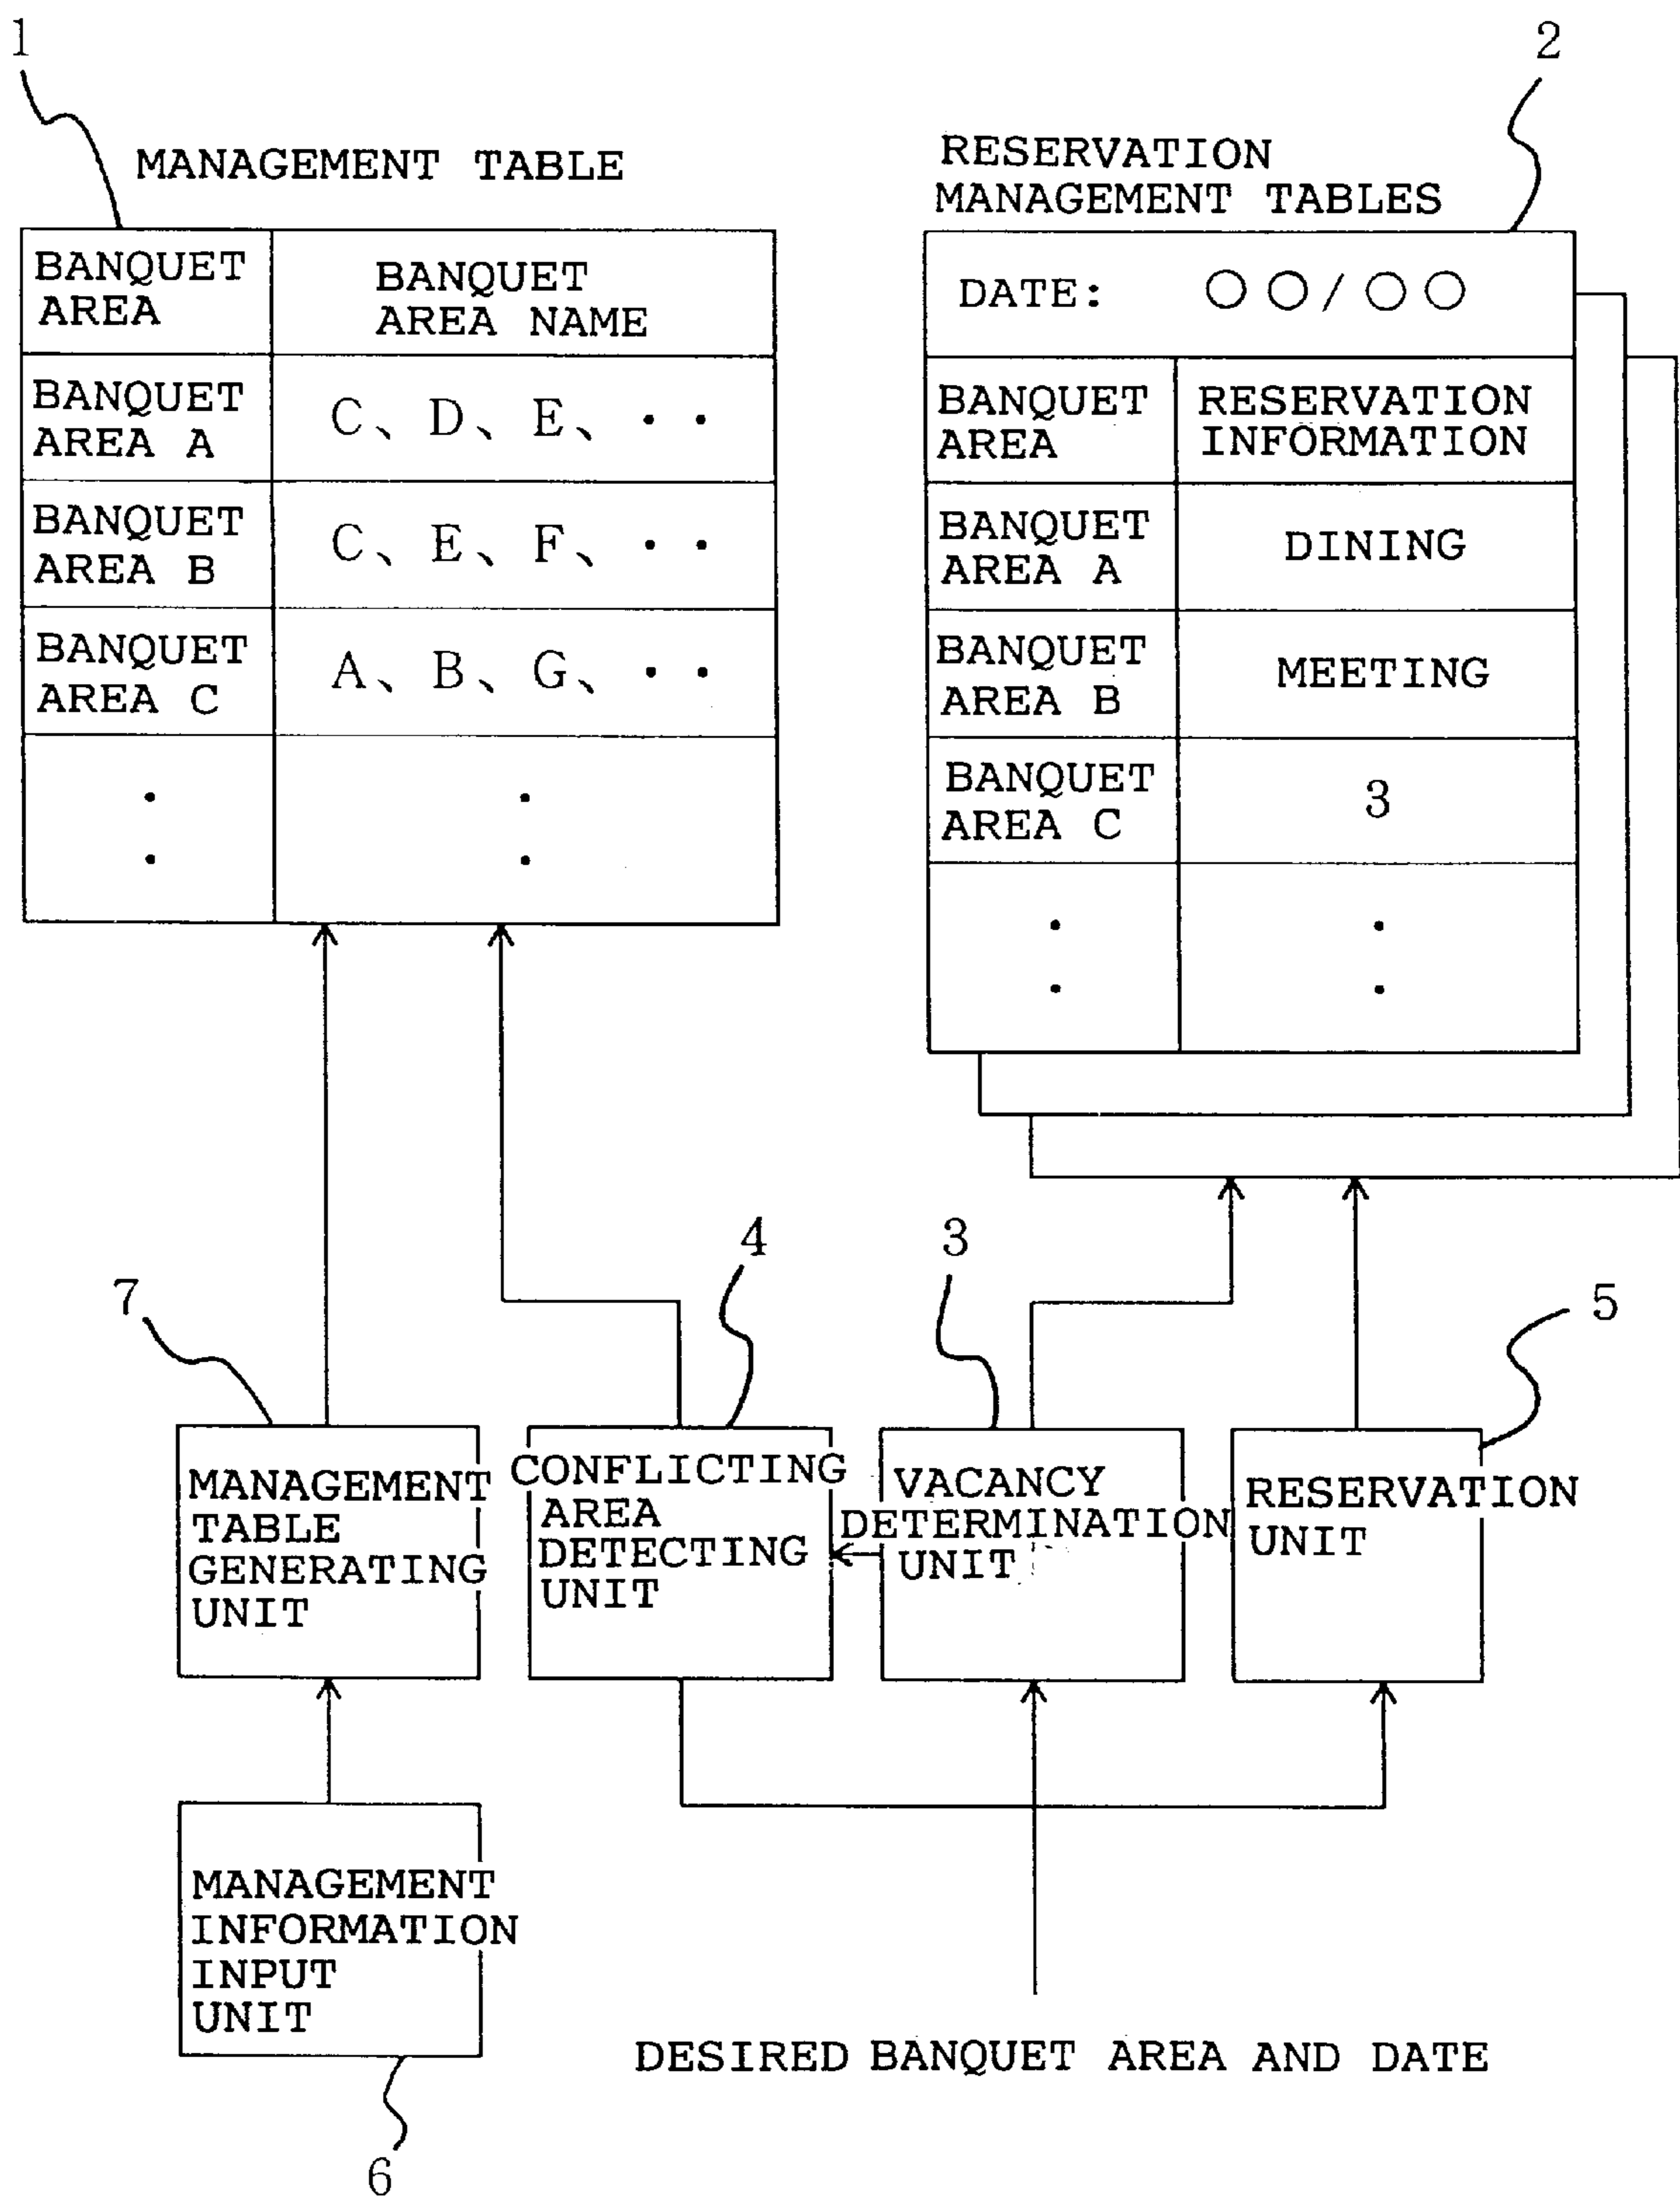 1
2
MANAGEMENT TABLE
RESERVATION
MANAGEMENT TABLES
BANQUET
AREA
BANQUET
AREA NAME
BANQUET
AREA A
C、D、E、・・
BANQUET
AREA B
C、E、F、・・
BANQUET
AREA C
A、B、G、・・
DATE: ○○/○○
BANQUET
AREA
RESERVATION
INFORMATION
BANQUET
AREA A
DINING
BANQUET
AREA B
MEETING
BANQUET
AREA C
3
7
4
3
5
MANAGEMENT
TABLE
GENERATING
UNIT
CONFLICTING
AREA
DETECTING
UNIT
VACANCY
DETERMINATION
UNIT
RESERVATION
UNIT
MANAGEMENT
INFORMATION
INPUT
UNIT
6
DESIRED BANQUET AREA AND DATE